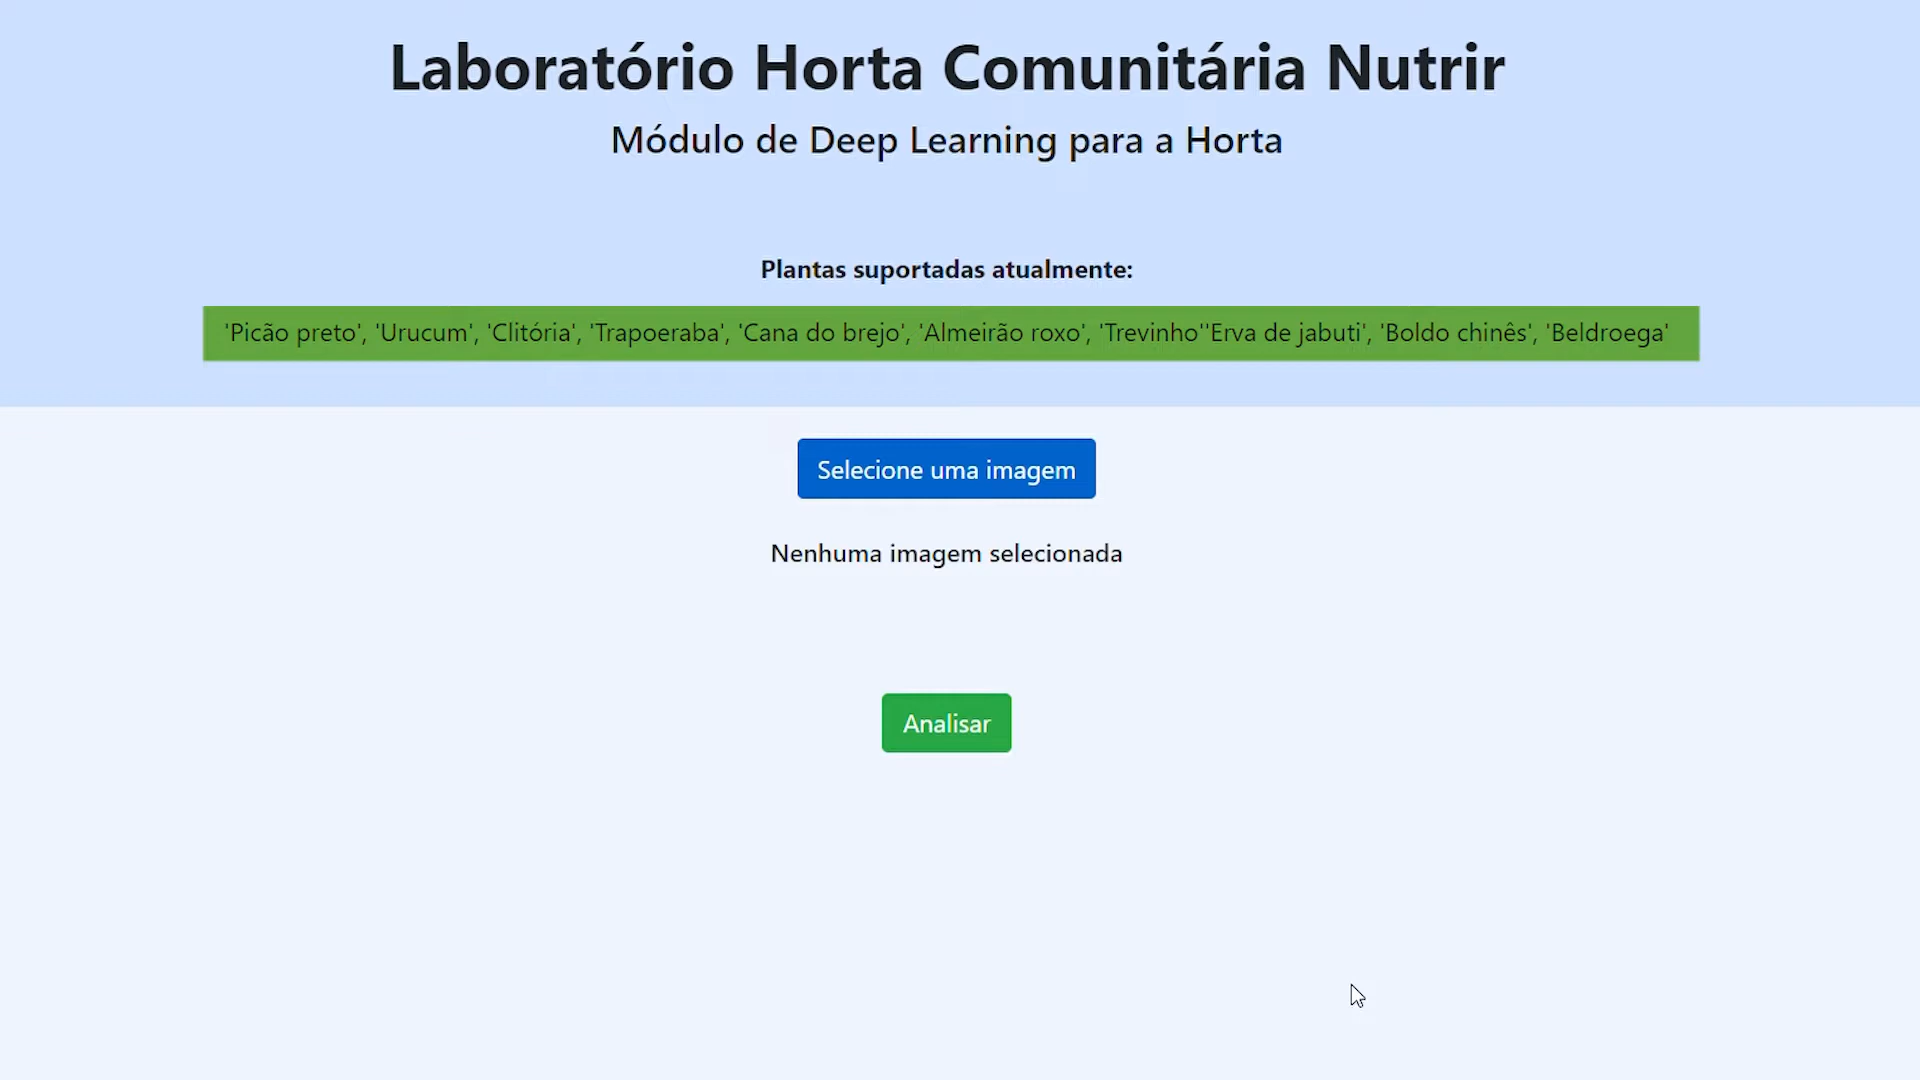 Laboratório Horta Comunitária Nutrir
Módulo de Deep Learning para a Horta
Plantas suportadas atualmente:
'Picão preto', 'Urucum', 'Clitória', 'Trapoeraba', 'Cana do brejo', 'Almeirão roxo', 'Trevinho''Erva de jabuti', 'Boldo chinês', 'Beldroega'
Selecione uma imagem
Nenhuma imagem selecionada
Analisar